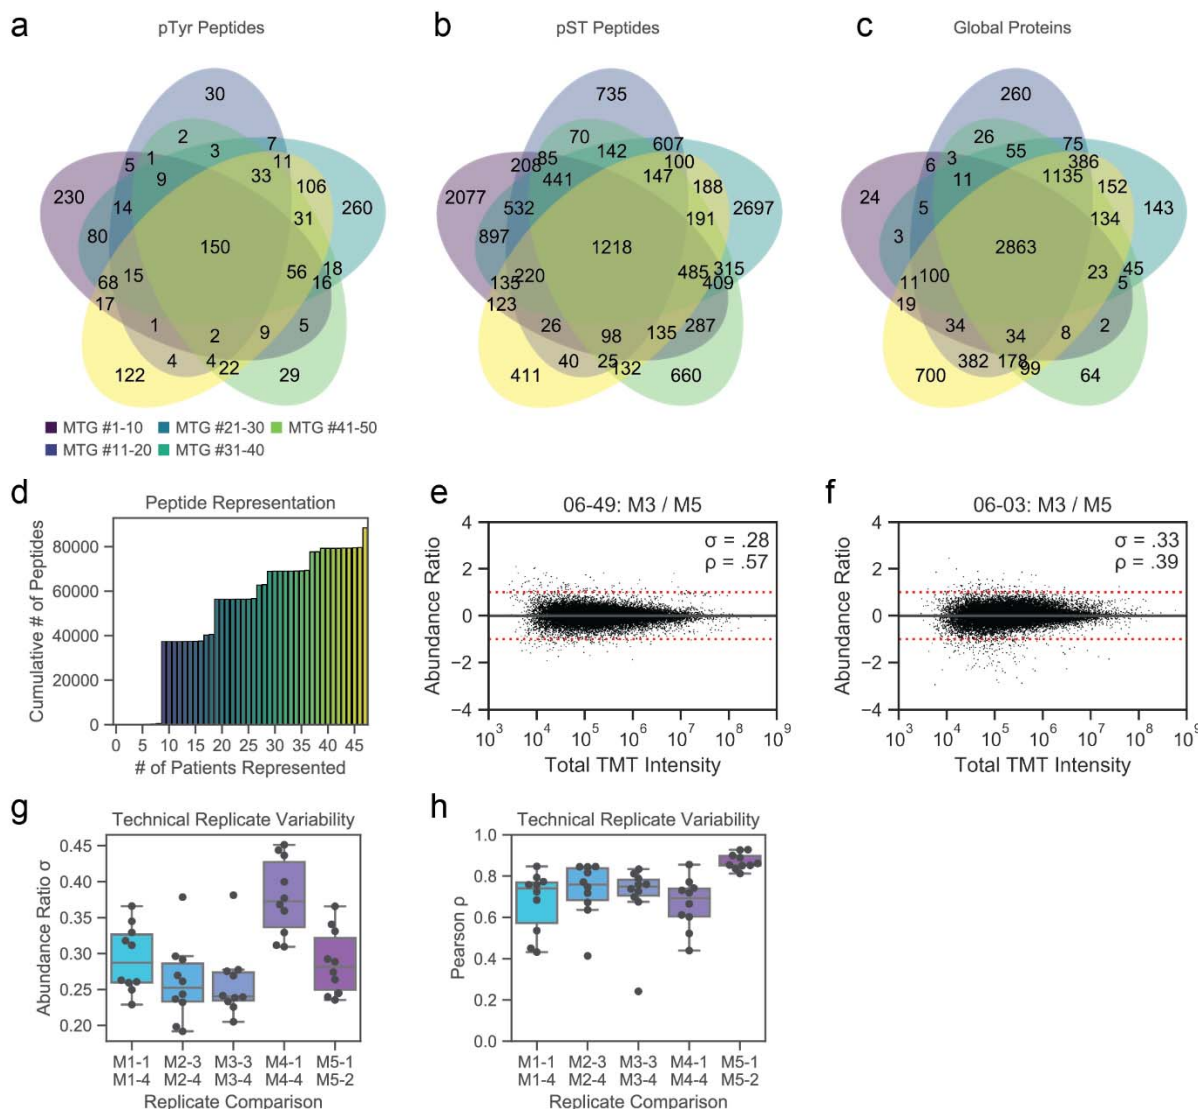 a
pTyr Peptides
30
2
3
7
11
5
1
9
33
106
230
14
31
260
80
150
68
15
56
18
16
17
1
2
9
5
4
4
22
122
29
b
pST Peptides
735
70
142
607
100
208
85
441
147
188
2077
532
191
2697
897
1218
135
220
485
315
409
123
26
98
135
287
40
25
132
411
660
c
Global Proteins
260
26
55
75
386
6
3
11
1135
152
24
5
134
143
3
2863
11
100
23
45
5
19
34
34
8
2
382
178
99
700
64
MTG #1-10
MTG #21-30
MTG #41-50
MTG #11-20
MTG #31-40
d
Peptide Representation
Cumulative # of Peptides
80000
60000
40000
20000
0
0 5 10 15 20 25 30 35 40 45
# of Patients Represented
e
06-49: M3 / M5
σ = .28
ρ = .57
Abundance Ratio
4
2
0
−2
−4
10³ 10⁴ 10⁵ 10⁶ 10⁷ 10⁸ 10⁹
Total TMT Intensity
f
06-03: M3 / M5
σ = .33
ρ = .39
Abundance Ratio
4
2
0
−2
−4
10³ 10⁴ 10⁵ 10⁶ 10⁷ 10⁸ 10⁹
Total TMT Intensity
g
Technical Replicate Variability
Abundance Ratio σ
0.45
0.40
0.35
0.30
0.25
0.20
M1-1 M2-3 M3-3 M4-1 M5-1
M1-4 M2-4 M3-4 M4-4 M5-2
Replicate Comparison
h
Technical Replicate Variability
Pearson ρ
1.0
0.8
0.6
0.4
0.2
0.0
M1-1 M2-3 M3-3 M4-1 M5-1
M1-4 M2-4 M3-4 M4-4 M5-2
Replicate Comparison